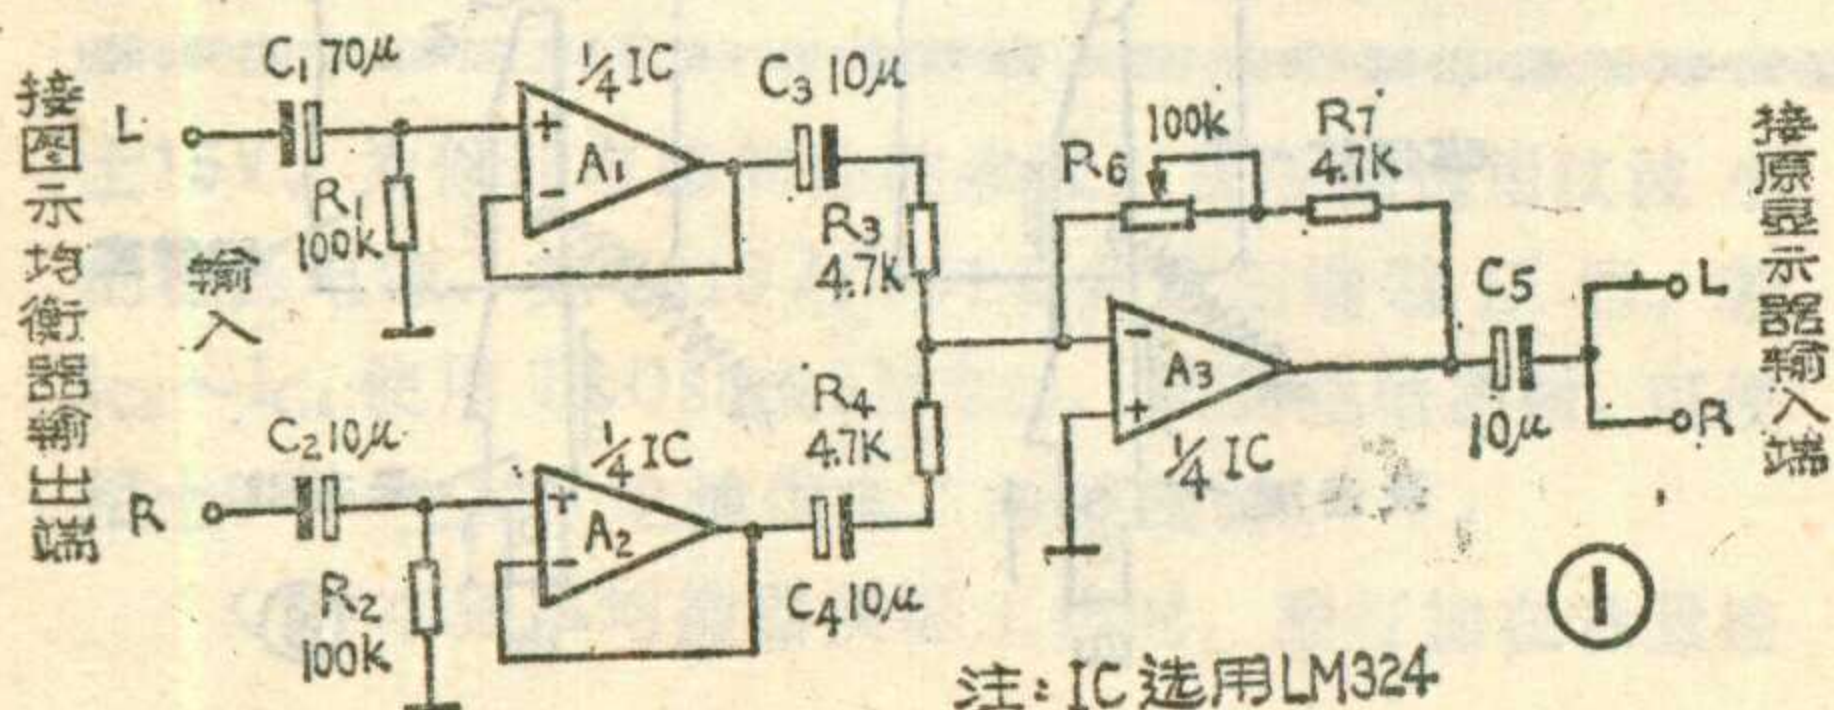 接图示均衡器输出端
L
输入
R
C1 70μ
R1
100k
1/4 IC
+
-
A1
C3 10μ
R3
4.7K
C2 10μ
R2
100k
1/4 IC
+
-
A2
C4 10μ
R4
4.7K
R6
100k
R7
4.7K
-
+
A3
1/4 IC
C5
10μ
L
R
接原显示器输入端
1
注:IC选用LM324